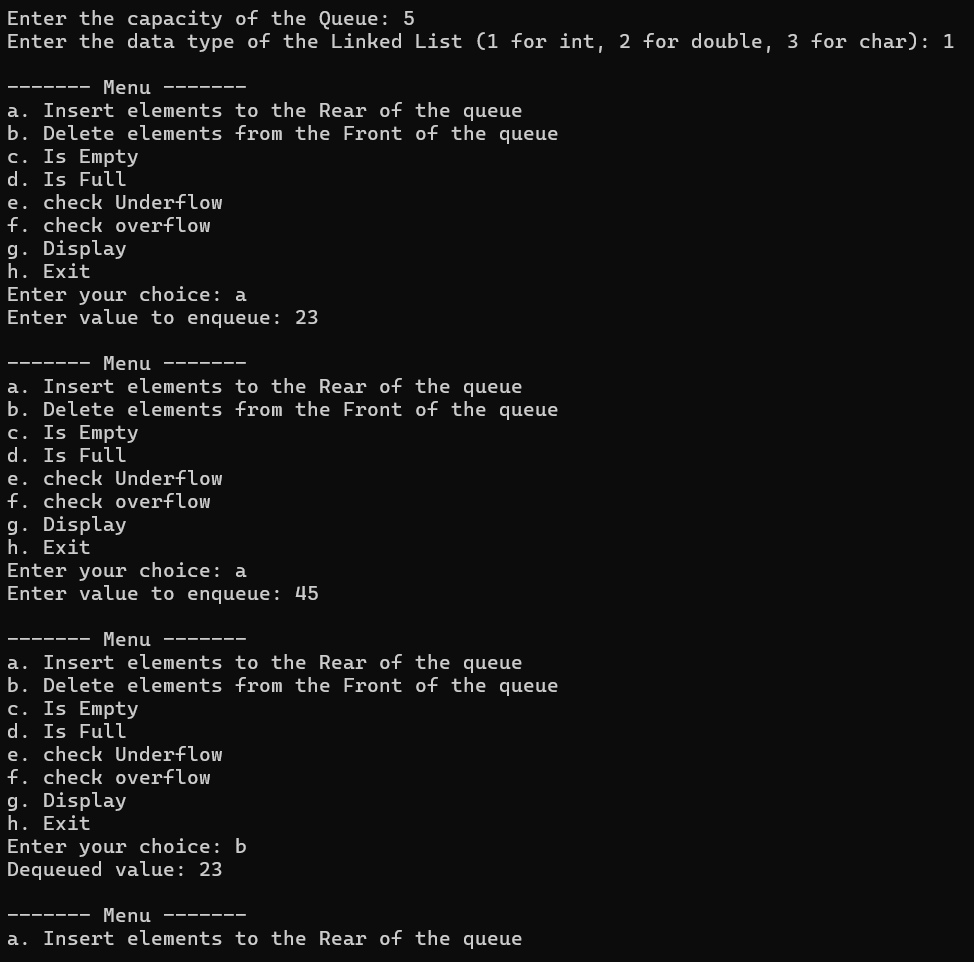 Enter the capacity of the Queue: 5
Enter the data type of the Linked List (1 for int, 2 for double, 3 for char): 1
------- Menu -------
a. Insert elements to the Rear of the queue
b. Delete elements from the Front of the queue
c. Is Empty
d. Is Full
e. check Underflow
f. check overflow
g. Display
h. Exit
Enter your choice: a
Enter value to enqueue: 23
------- Menu -------
a. Insert elements to the Rear of the queue
b. Delete elements from the Front of the queue
c. Is Empty
d. Is Full
e. check Underflow
f. check overflow
g. Display
h. Exit
Enter your choice: a
Enter value to enqueue: 45
------- Menu -------
a. Insert elements to the Rear of the queue
b. Delete elements from the Front of the queue
c. Is Empty
d. Is Full
e. check Underflow
f. check overflow
g. Display
h. Exit
Enter your choice: b
Dequeued value: 23
------- Menu -------
a. Insert elements to the Rear of the queue